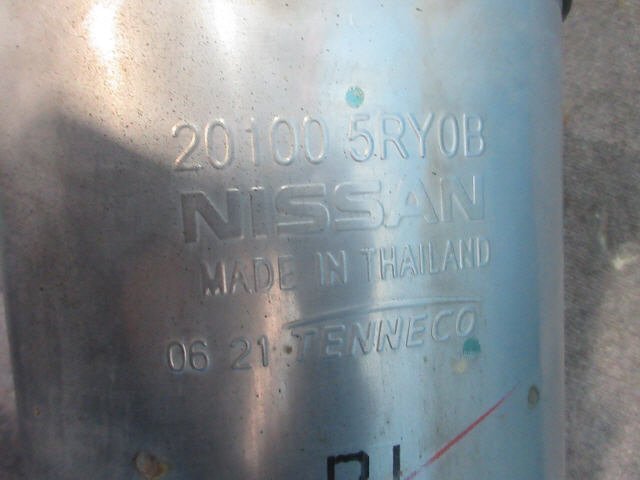 20100 5RY0B
NISSAN
MADE IN THAILAND
06 21 TENNECO